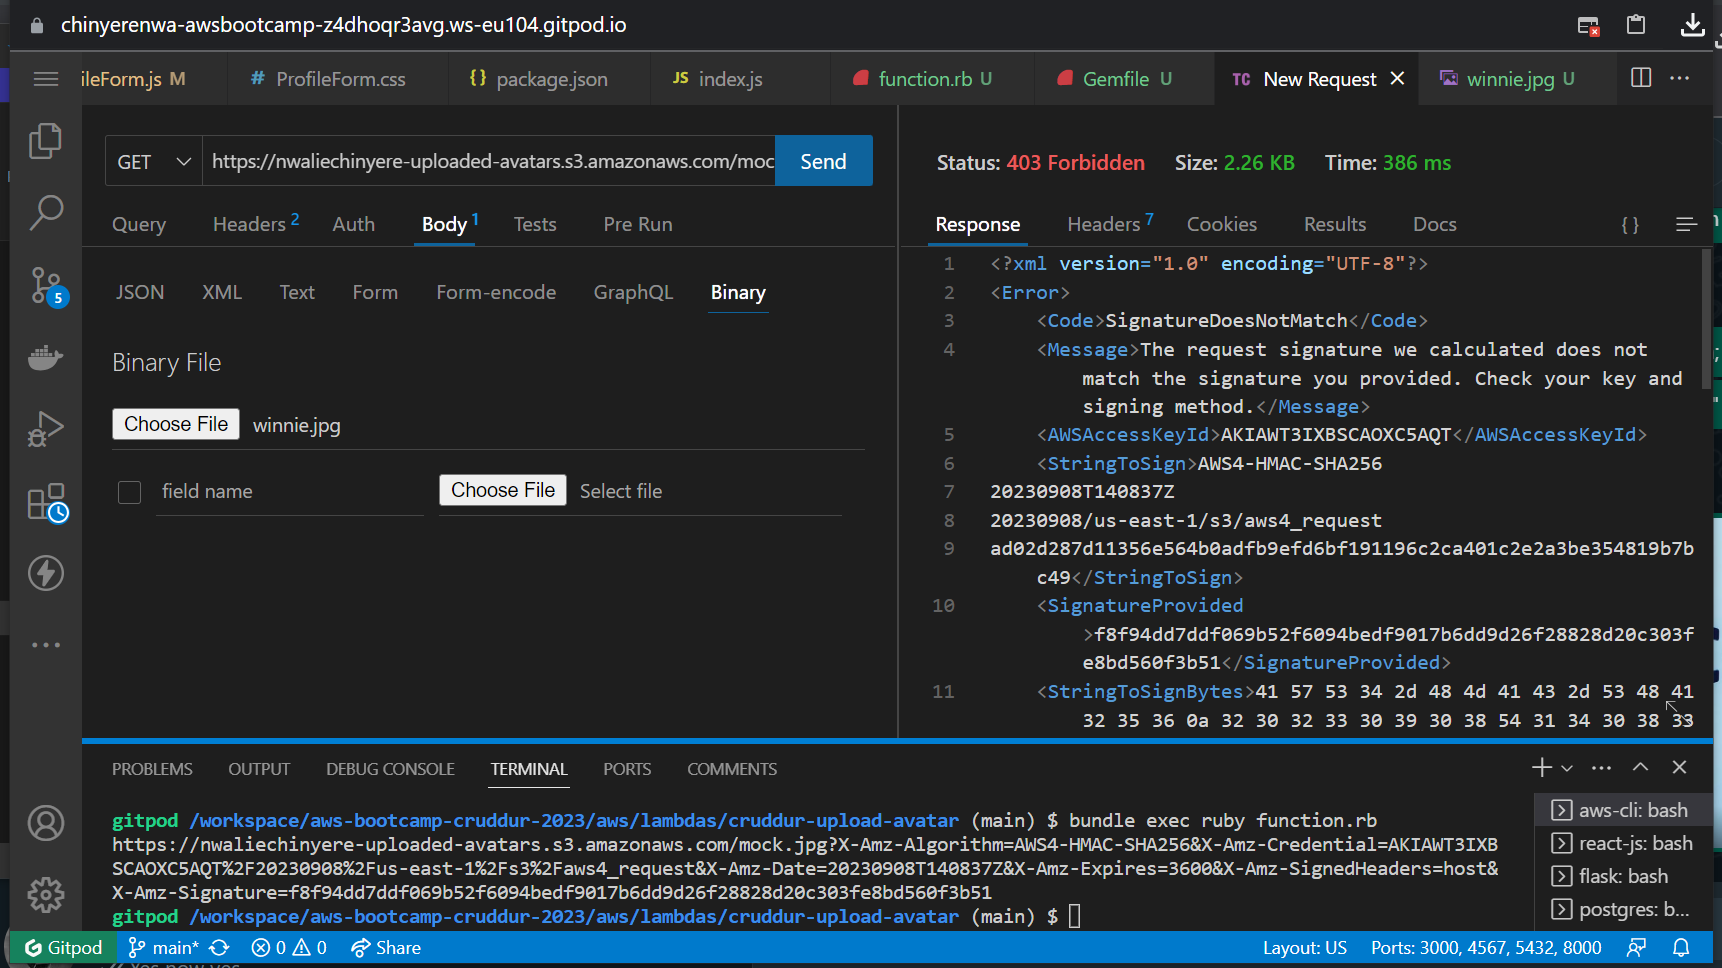 chinyerenwa-awsbootcamp-z4dhoqr3avg.ws-eu104.gitpod.io
ileForm.js M
# ProfileForm.css
{} package.json
JS index.js
function.rb U
Gemfile U
TC New Request
winnie.jpg U
GET
https://nwaliechinyere-uploaded-avatars.s3.amazonaws.com/moc
Send
Query
Headers 2
Auth
Body 1
Tests
Pre Run
JSON
XML
Text
Form
Form-encode
GraphQL
Binary
Binary File
Choose File winnie.jpg
field name
Choose File Select file
5
Status: 403 Forbidden Size: 2.26 KB Time: 386 ms
Response
Headers 7
Cookies
Results
Docs
{ }
1 <?xml version="1.0" encoding="UTF-8"?>
2 <Error>
3 <Code>SignatureDoesNotMatch</Code>
4 <Message>The request signature we calculated does not
match the signature you provided. Check your key and
signing method.</Message>
5 <AWSAccessKeyId>AKIAWT3IXBSCAOXC5AQT</AWSAccessKeyId>
6 <StringToSign>AWS4-HMAC-SHA256
7 20230908T140837Z
8 20230908/us-east-1/s3/aws4_request
9 ad02d287d11356e564b0adfb9efd6bf191196c2ca401c2e2a3be354819b7b
c49</StringToSign>
10 <SignatureProvided
>f8f94dd7ddf069b52f6094bedf9017b6dd9d26f28828d20c303f
e8bd560f3b51</SignatureProvided>
11 <StringToSignBytes>41 57 53 34 2d 48 4d 41 43 2d 53 48 41
32 35 36 0a 32 30 32 33 30 39 30 38 54 31 34 30 38 33
PROBLEMS
OUTPUT
DEBUG CONSOLE
TERMINAL
PORTS
COMMENTS
gitpod /workspace/aws-bootcamp-cruddur-2023/aws/lambdas/cruddur-upload-avatar (main) $ bundle exec ruby function.rb
https://nwaliechinyere-uploaded-avatars.s3.amazonaws.com/mock.jpg?X-Amz-Algorithm=AWS4-HMAC-SHA256&X-Amz-Credential=AKIAWT3IXB
SCAOXC5AQT%2F20230908%2Fus-east-1%2Fs3%2Faws4_request&X-Amz-Date=20230908T140837Z&X-Amz-Expires=3600&X-Amz-SignedHeaders=host&
X-Amz-Signature=f8f94dd7ddf069b52f6094bedf9017b6dd9d26f28828d20c303fe8bd560f3b51
gitpod /workspace/aws-bootcamp-cruddur-2023/aws/lambdas/cruddur-upload-avatar (main) $
aws-cli: bash
react-js: bash
flask: bash
postgres: b...
Gitpod
main*
0
0
Share
Layout: US
Ports: 3000, 4567, 5432, 8000